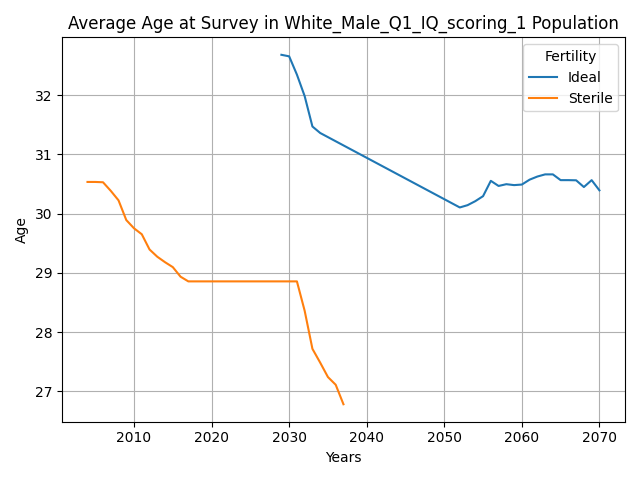 Average Age at Survey in White_Male_Q1_IQ_scoring_1 Population
Fertility
Ideal
Sterile
Age
32
31
30
29
28
27
2010 2020 2030 2040 2050 2060 2070
Years